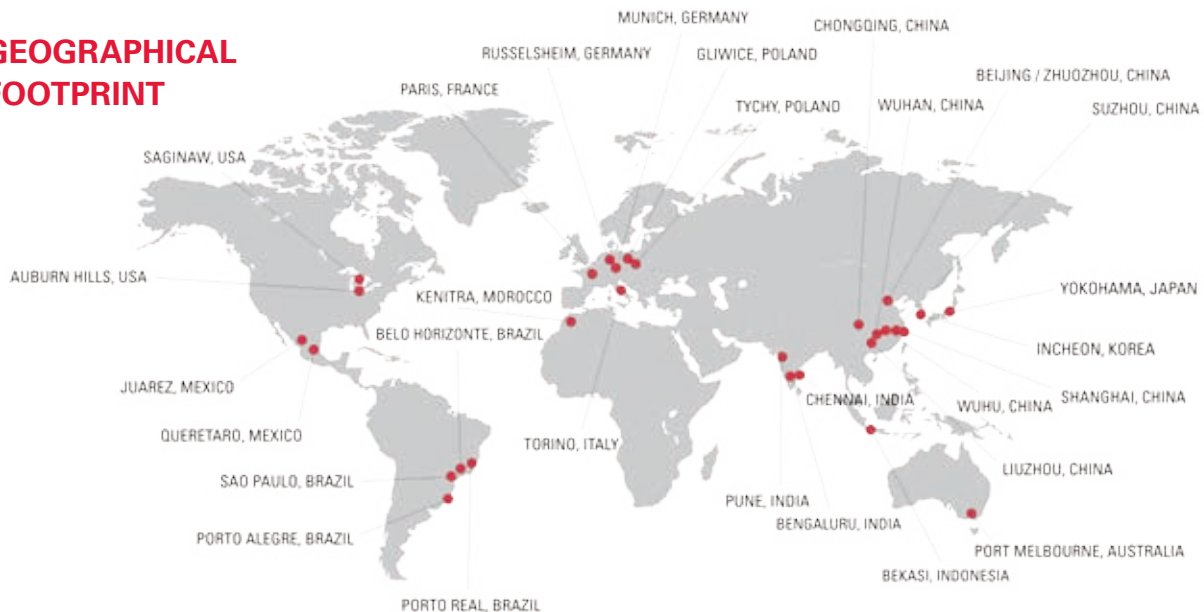 GEOGRAPHICAL
FOOTPRINT
MUNICH, GERMANY
CHONGQING, CHINA
RUSSELSHEIM, GERMANY
GLIWICE, POLAND
BEIJING / ZHUOZHOU, CHINA
PARIS, FRANCE
TYCHY, POLAND
WUHAN, CHINA
SUZHOU, CHINA
SAGINAW, USA
AUBURN HILLS, USA
KENITRA, MOROCCO
YOKOHAMA, JAPAN
BELO HORIZONTE, BRAZIL
INCHEON, KOREA
JUAREZ, MEXICO
CHENNAI, INDIA
SHANGHAI, CHINA
WUHU, CHINA
QUERETARO, MEXICO
TORINO, ITALY
LIUZHOU, CHINA
SAO PAULO, BRAZIL
PUNE, INDIA
BENGALURU, INDIA
PORTO ALEGRE, BRAZIL
PORT MELBOURNE, AUSTRALIA
BEKASI, INDONESIA
PORTO REAL, BRAZIL